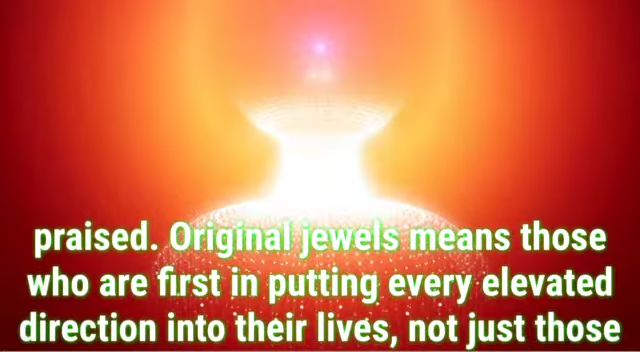 praised. Original jewels means those
who are first in putting every elevated
direction into their lives, not just those